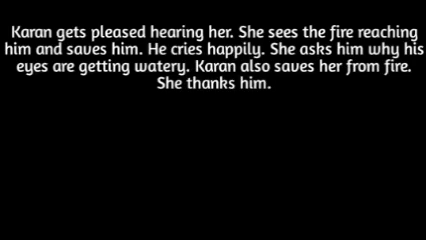 Karan gets pleased hearing her. She sees the fire reaching
him and saves him. He cries happily. She asks him why his
eyes are getting watery. Karan also saves her from fire.
She thanks him.